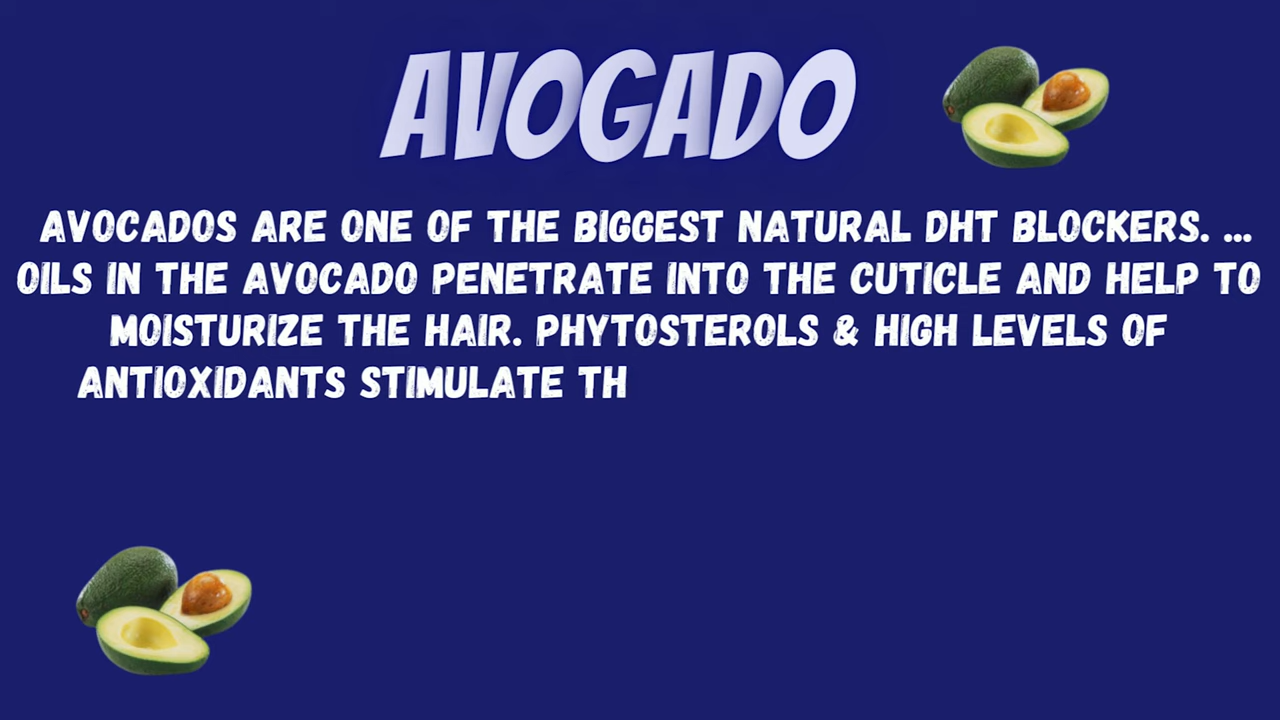 AVOGADO
AVOCADOS ARE ONE OF THE BIGGEST NATURAL DHT BLOCKERS. ...
OILS IN THE AVOCADO PENETRATE INTO THE CUTICLE AND HELP TO
MOISTURIZE THE HAIR. PHYTOSTEROLS & HIGH LEVELS OF
ANTIOXIDANTS STIMULATE TH